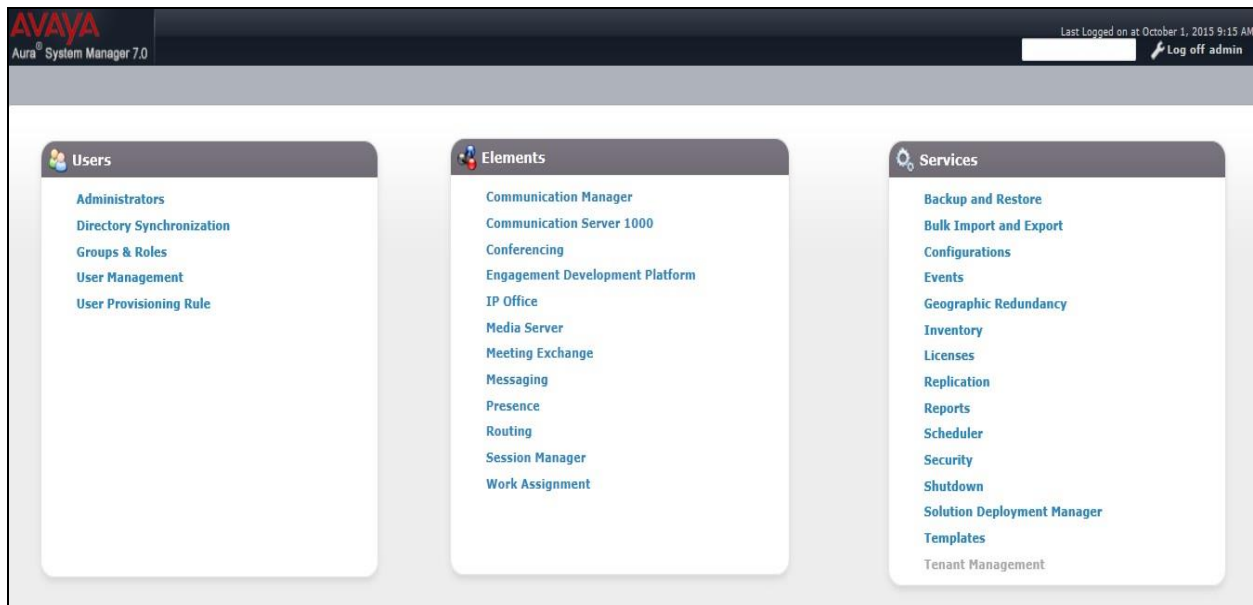 AVAYA
Aura® System Manager 7.0
Last Logged on at October 1, 2015 9:15 AM
Log off admin
Users
Administrators
Directory Synchronization
Groups & Roles
User Management
User Provisioning Rule
Elements
Communication Manager
Communication Server 1000
Conferencing
Engagement Development Platform
IP Office
Media Server
Meeting Exchange
Messaging
Presence
Routing
Session Manager
Work Assignment
Services
Backup and Restore
Bulk Import and Export
Configurations
Events
Geographic Redundancy
Inventory
Licenses
Replication
Reports
Scheduler
Security
Shutdown
Solution Deployment Manager
Templates
Tenant Management